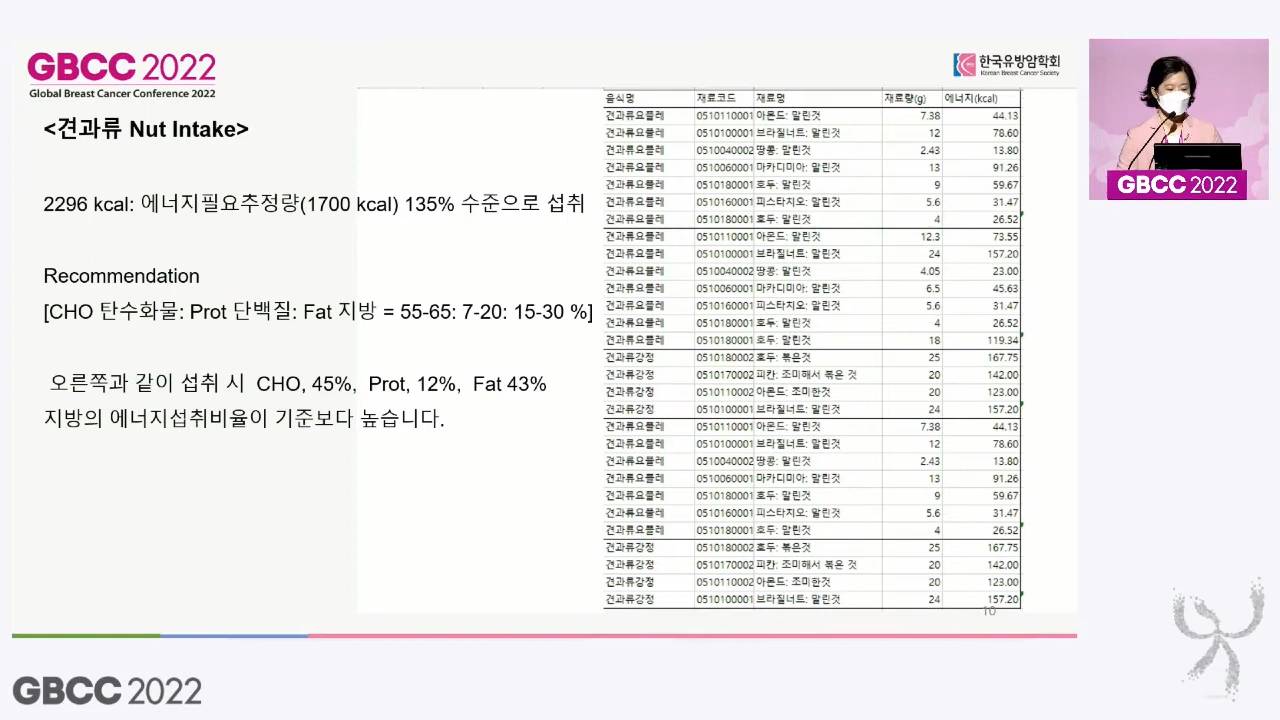 GBCC 2022
Global Breast Cancer Conference 2022
한국유방암학회
Korean Breast Cancer Society
<견과류 Nut Intake>
2296 kcal: 에너지필요추정량(1700 kcal) 135% 수준으로 섭취
Recommendation
[CHO 탄수화물: Prot 단백질: Fat 지방 = 55-65: 7-20: 15-30 %]
오른쪽과 같이 섭취 시 CHO, 45%, Prot, 12%, Fat 43%
지방의 에너지섭취비율이 기준보다 높습니다.
음식명 재료코드 재료명 재료량(g) 에너지(kcal)
견과류요플레 0510110001 아몬드: 말린것 7.38 44.13
견과류요플레 0510100001 브라질너트: 말린것 12 78.60
견과류요플레 0510040002 땅콩: 말린것 2.43 13.80
견과류요플레 0510060001 마카디미아: 말린것 13 91.26
견과류요플레 0510180001 호두: 말린것 9 59.67
견과류요플레 0510160001 피스타치오: 말린것 5.6 31.47
견과류요플레 0510180001 호두: 말린것 4 26.52
견과류요플레 0510110001 아몬드: 말린것 12.3 73.55
견과류요플레 0510100001 브라질너트: 말린것 24 157.20
견과류요플레 0510040002 땅콩: 말린것 4.05 23.00
견과류요플레 0510060001 마카디미아: 말린것 6.5 45.63
견과류요플레 0510160001 피스타치오: 말린것 5.6 31.47
견과류요플레 0510180001 호두: 말린것 4 26.52
견과류요플레 0510180001 호두: 말린것 18 119.34
견과류강정 0510180002 호두: 볶은것 25 167.75
견과류강정 0510170002 피칸: 조미해서 볶은 것 20 142.00
견과류강정 0510110002 아몬드: 조미한것 20 123.00
견과류강정 0510100001 브라질너트: 말린것 24 157.20
견과류요플레 0510110001 아몬드: 말린것 7.38 44.13
견과류요플레 0510100001 브라질너트: 말린것 12 78.60
견과류요플레 0510040002 땅콩: 말린것 2.43 13.80
견과류요플레 0510060001 마카디미아: 말린것 13 91.26
견과류요플레 0510180001 호두: 말린것 9 59.67
견과류요플레 0510160001 피스타치오: 말린것 5.6 31.47
견과류요플레 0510180001 호두: 말린것 4 26.52
견과류강정 0510180002 호두: 볶은것 25 167.75
견과류강정 0510170002 피칸: 조미해서 볶은 것 20 142.00
견과류강정 0510110002 아몬드: 조미한것 20 123.00
견과류강정 0510100001 브라질너트: 말린것 24 157.20
10
GBCC 2022
GBCC 2022